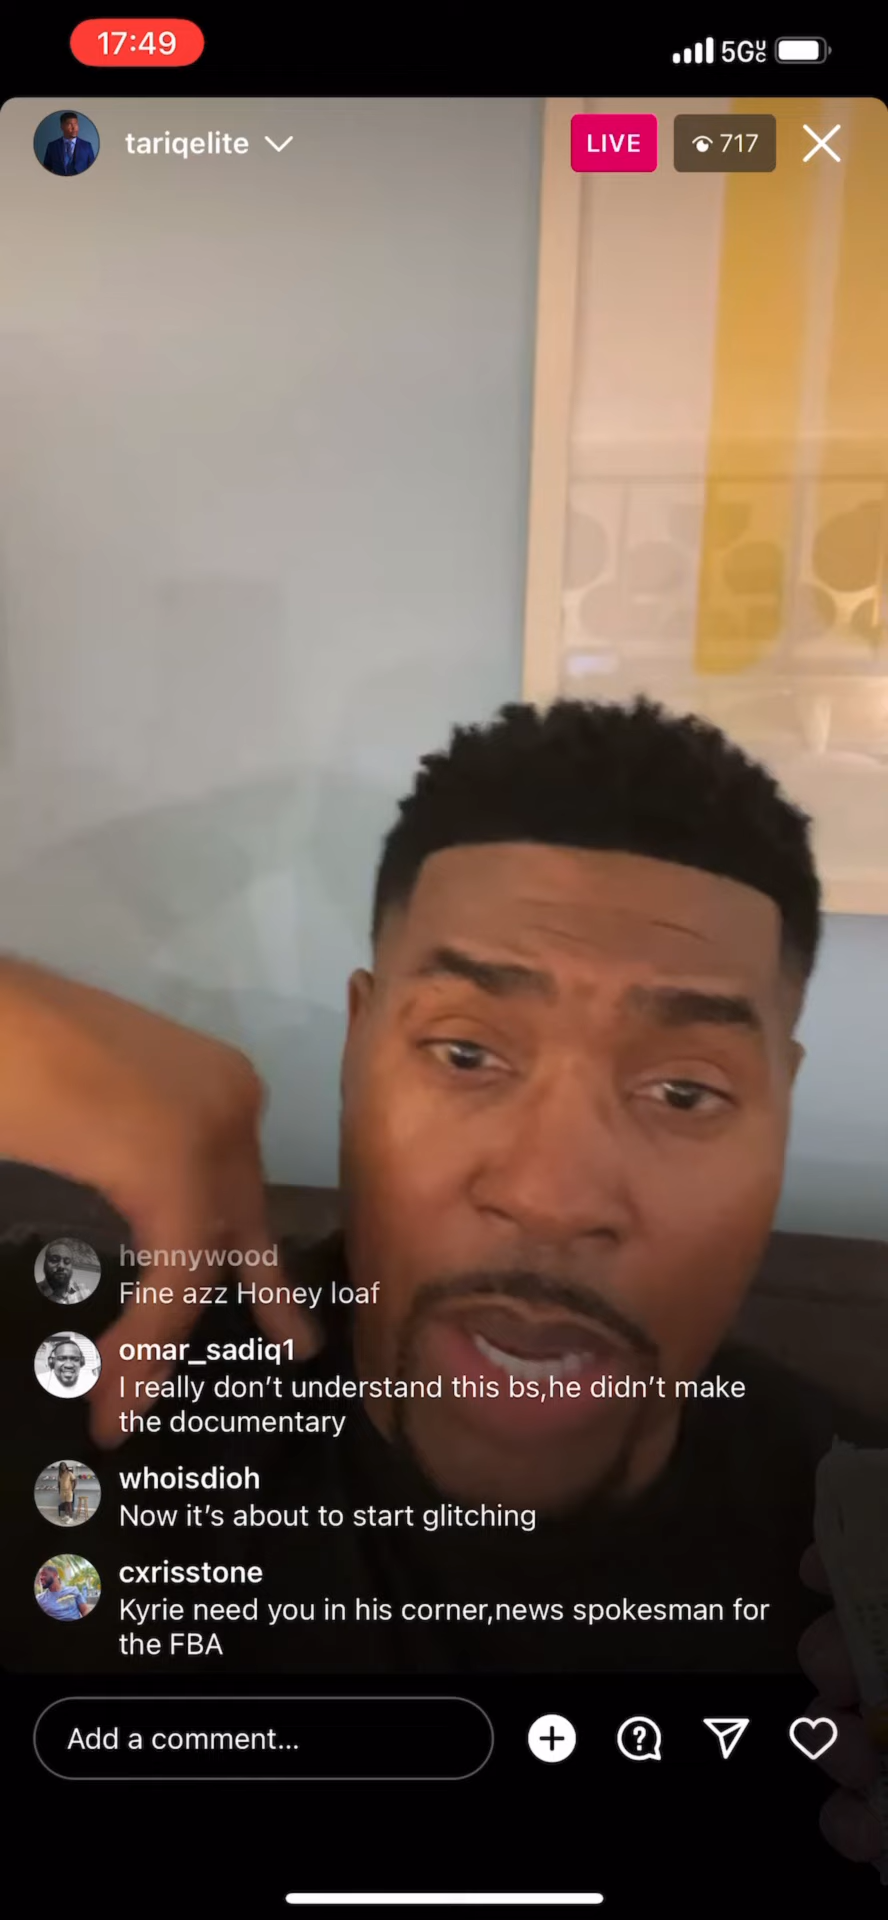 17:49
5GUC
tariqelite
LIVE
717
hennywood
Fine azz Honey loaf
omar_sadiq1
I really don’t understand this bs,he didn’t make
the documentary
whoisdioh
Now it’s about to start glitching
cxrisstone
Kyrie need you in his corner,news spokesman for
the FBA
Add a comment...